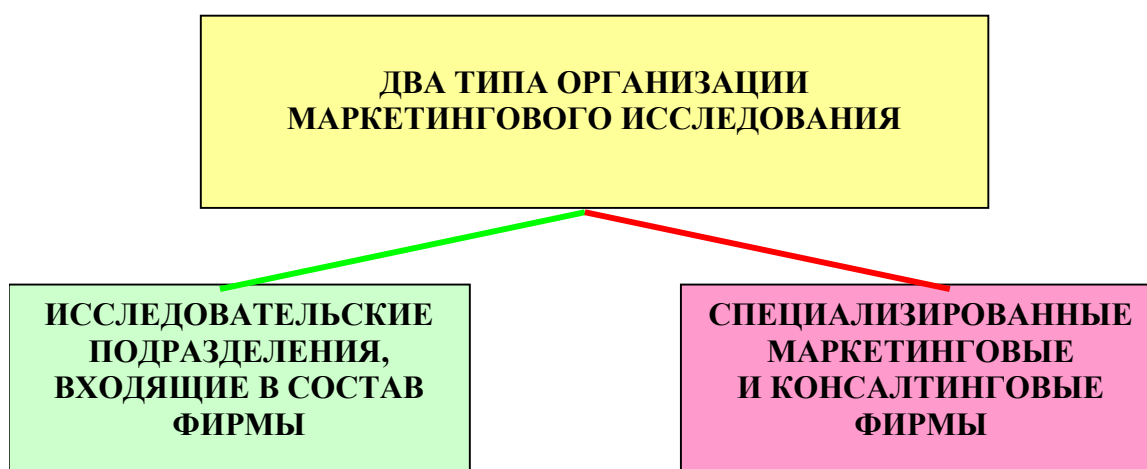 ДВА ТИПА ОРГАНИЗАЦИИ
МАРКЕТИНГОВОГО ИССЛЕДОВАНИЯ
ИССЛЕДОВАТЕЛЬСКИЕ
ПОДРАЗДЕЛЕНИЯ,
ВХОДЯЩИЕ В СОСТАВ
ФИРМЫ
СПЕЦИАЛИЗИРОВАННЫЕ
МАРКЕТИНГОВЫЕ
И КОНСАЛТИНГОВЫЕ
ФИРМЫ